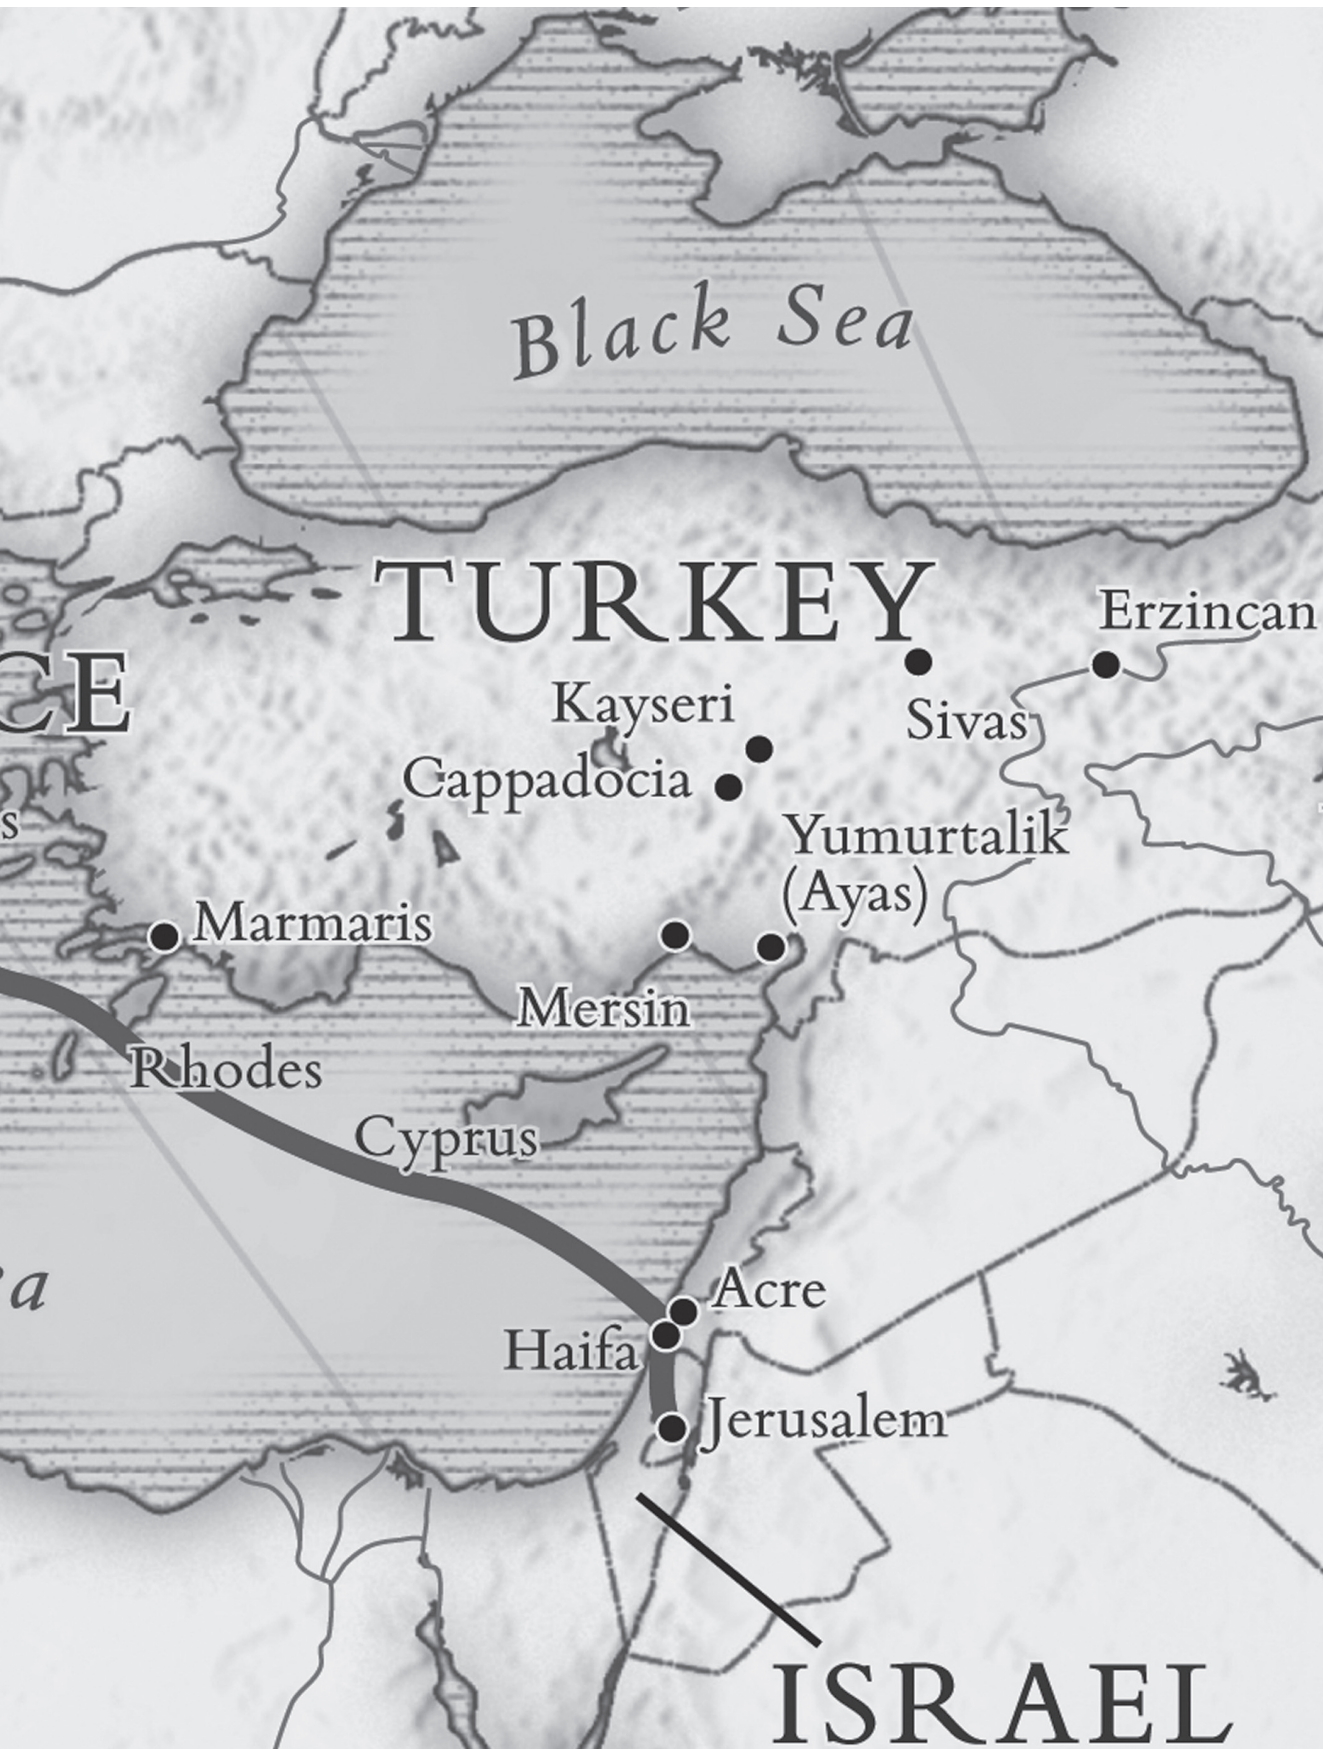 Black Sea
TURKEY
Erzincan
CE
Kayseri
Sivas
Cappadocia
s
Yumurtalik
(Ayas)
Marmaris
Mersin
Rhodes
Cyprus
a
Acre
Haifa
Jerusalem
ISRAEL